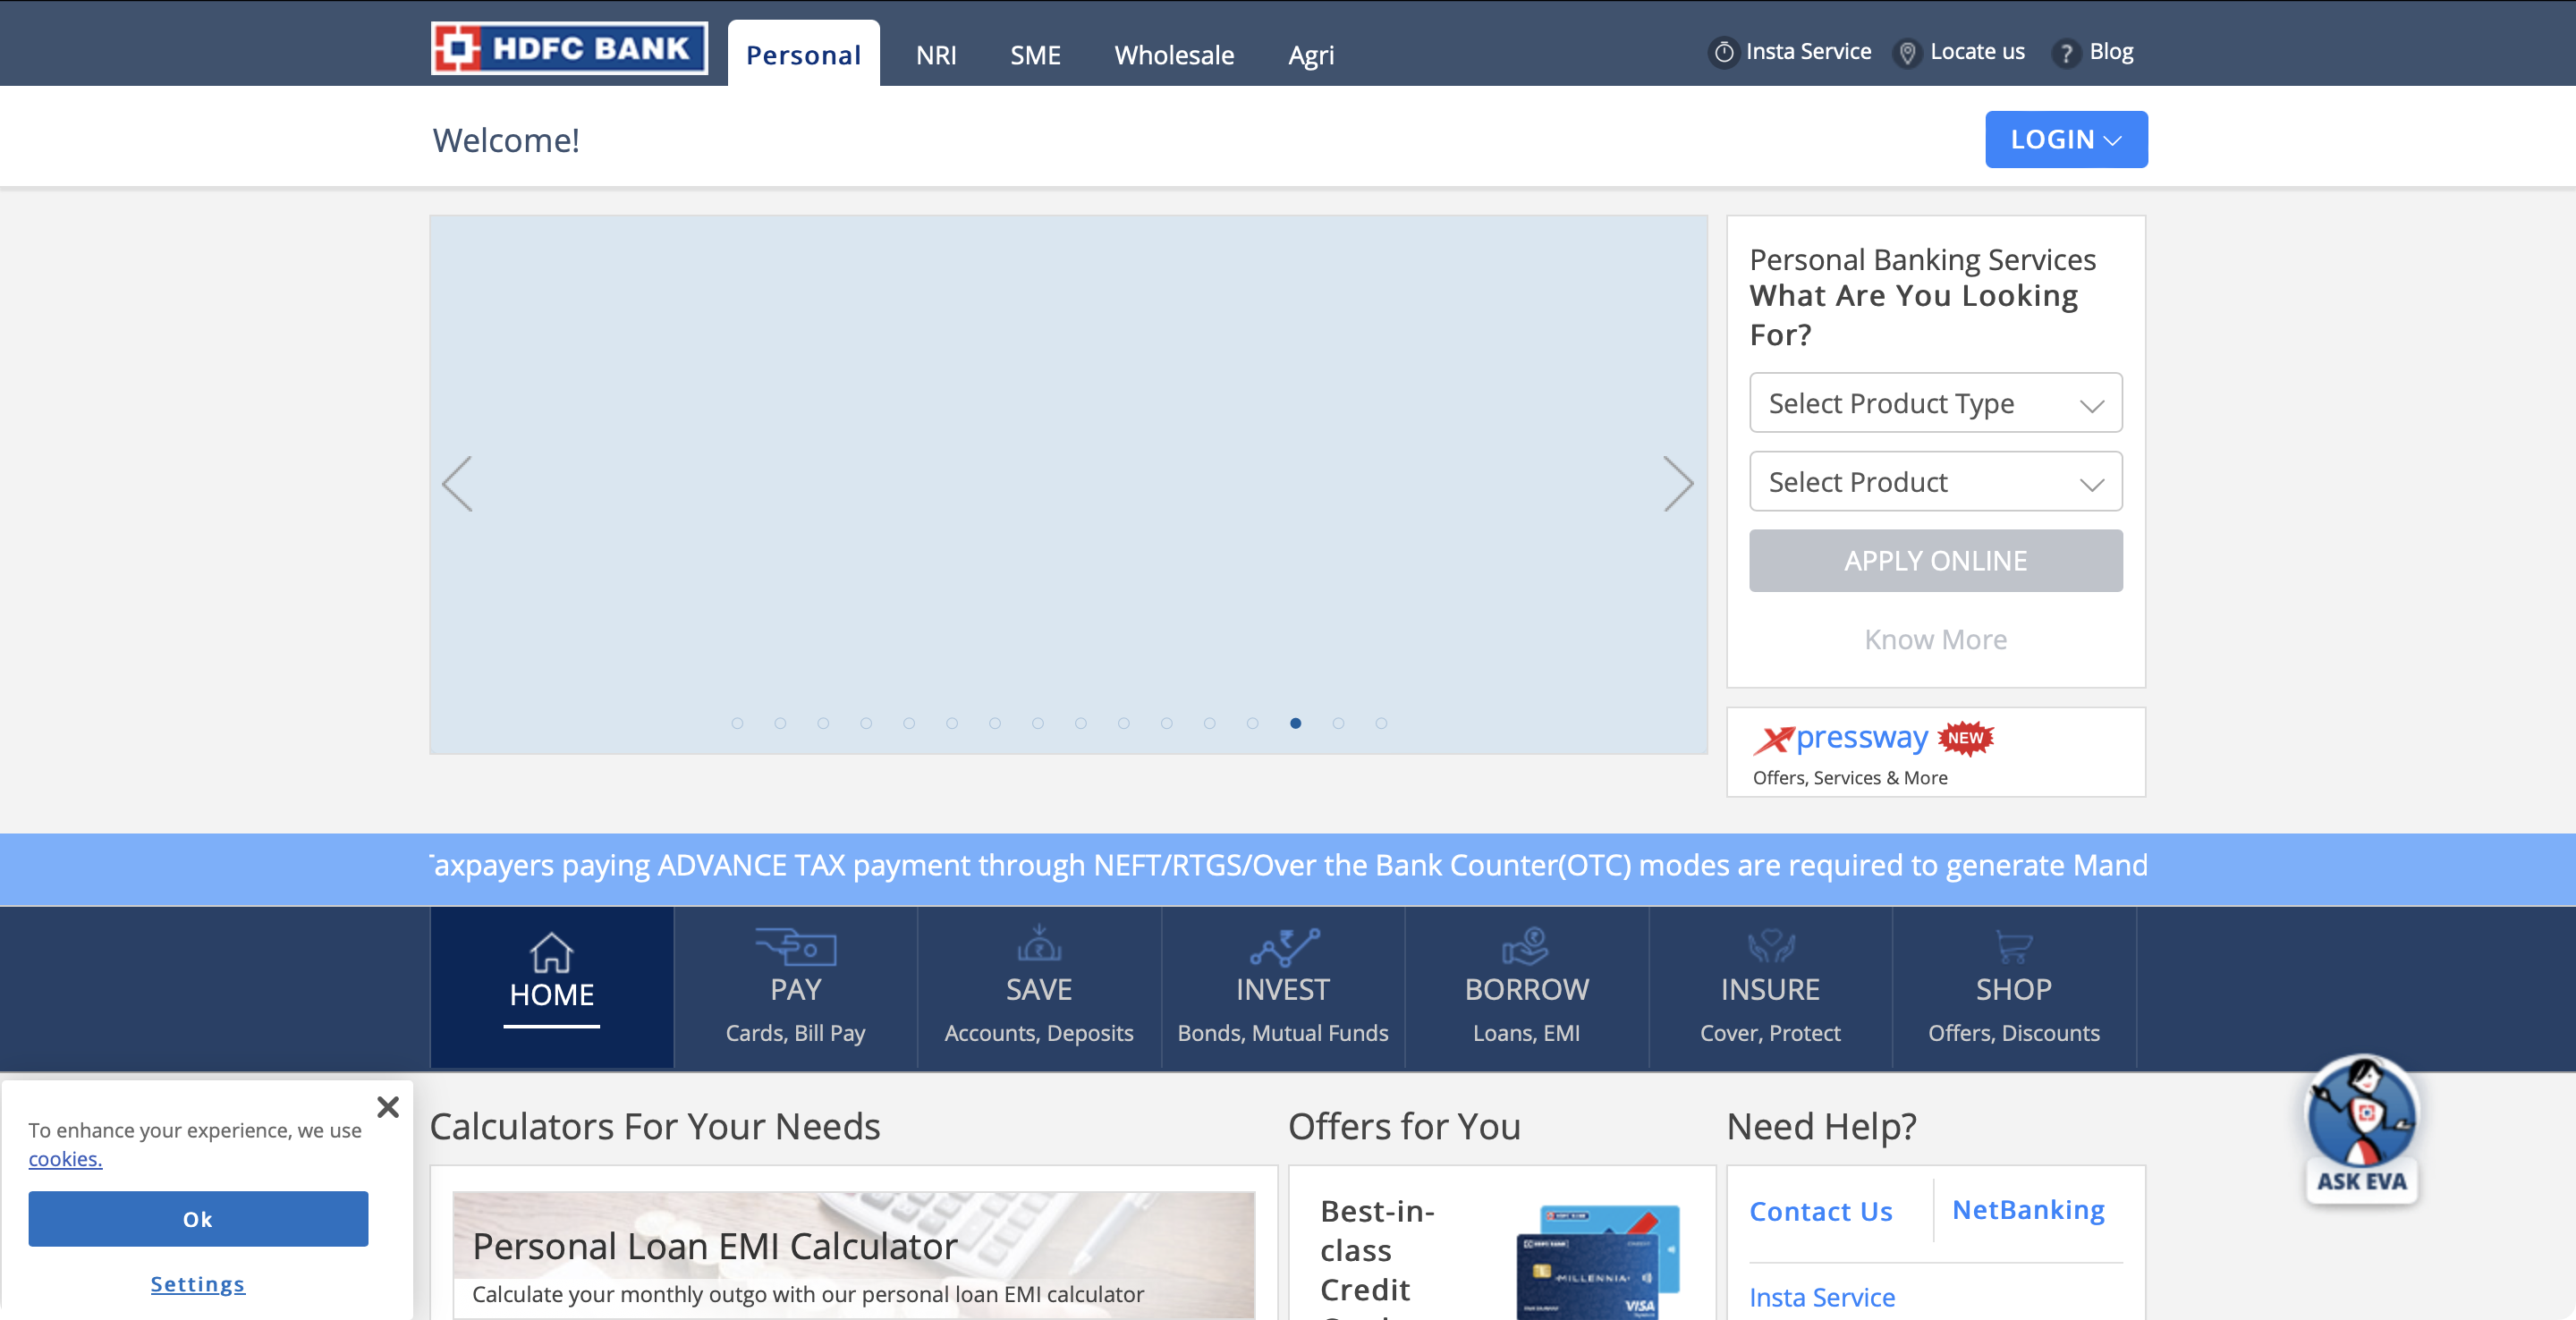 HDFC BANK
Personal
NRI
SME
Wholesale
Agri
Insta Service
Locate us
? Blog
Welcome!
LOGIN
Personal Banking Services
What Are You Looking
For?
Select Product Type
Select Product
APPLY ONLINE
Know More
Xpressway NEW
Offers, Services & More
axpayers paying ADVANCE TAX payment through NEFT/RTGS/Over the Bank Counter(OTC) modes are required to generate Mand
HOME
PAY
Cards, Bill Pay
SAVE
Accounts, Deposits
INVEST
Bonds, Mutual Funds
BORROW
Loans, EMI
INSURE
Cover, Protect
SHOP
Offers, Discounts
To enhance your experience, we use
cookies.
Ok
Settings
Calculators For Your Needs
Personal Loan EMI Calculator
Calculate your monthly outgo with our personal loan EMI calculator
Offers for You
Best-in-
class
Credit
HDFC BANK
MILLENNIA
VISA
Need Help?
Contact Us
NetBanking
Insta Service
ASK EVA